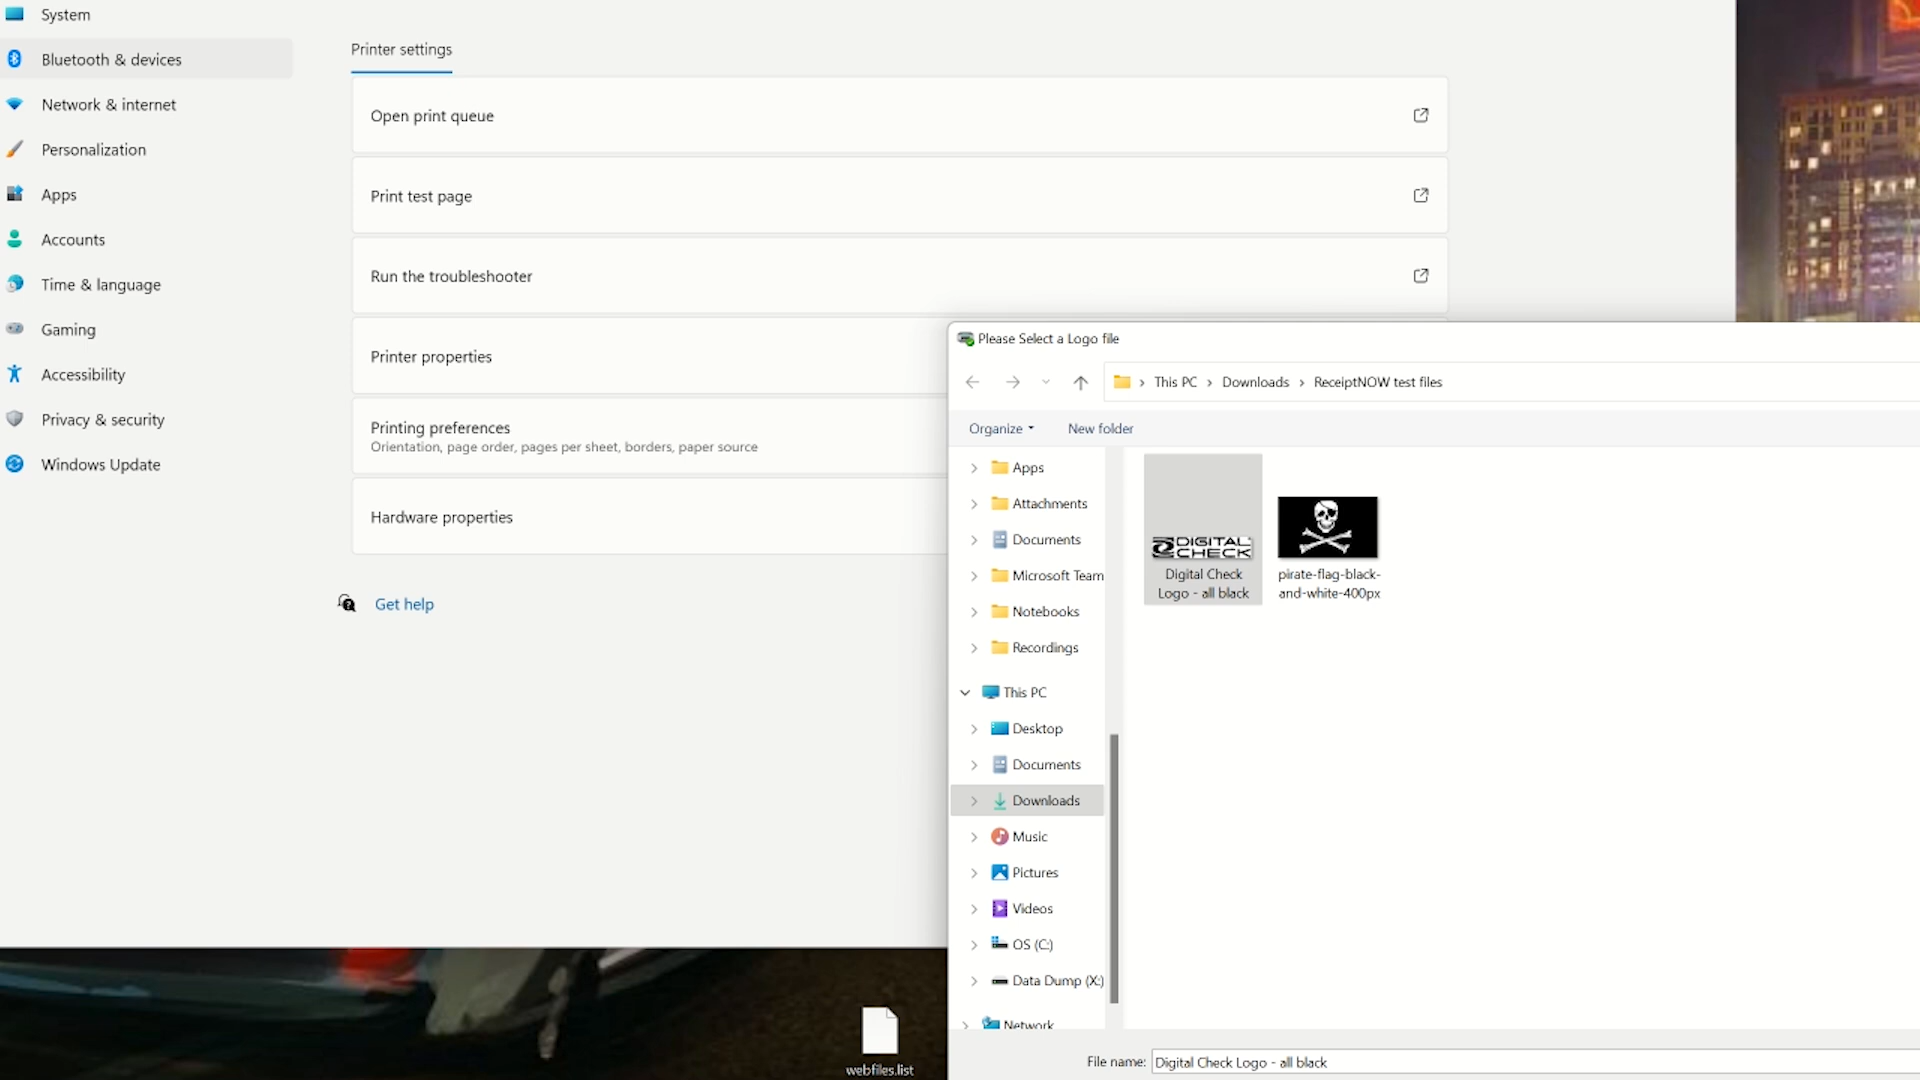 System
Bluetooth & devices
Network & internet
Personalization
Apps
Accounts
Time & language
Gaming
Accessibility
Privacy & security
Windows Update
Printer settings
Open print queue
Print test page
Run the troubleshooter
Printer properties
Printing preferences
Orientation, page order, pages per sheet, borders, paper source
Hardware properties
Get help
Please Select a Logo file
This PC > Downloads > ReceiptNOW test files
Organize
New folder
Apps
Attachments
Documents
Microsoft Team
Notebooks
Recordings
This PC
Desktop
Documents
Downloads
Music
Pictures
Videos
OS (C:)
Data Dump (X:)
Network
DIGITAL
CHECK
Digital Check
Logo - all black
pirate-flag-black-
and-white-400px
File name: Digital Check Logo - all black
webfiles.list